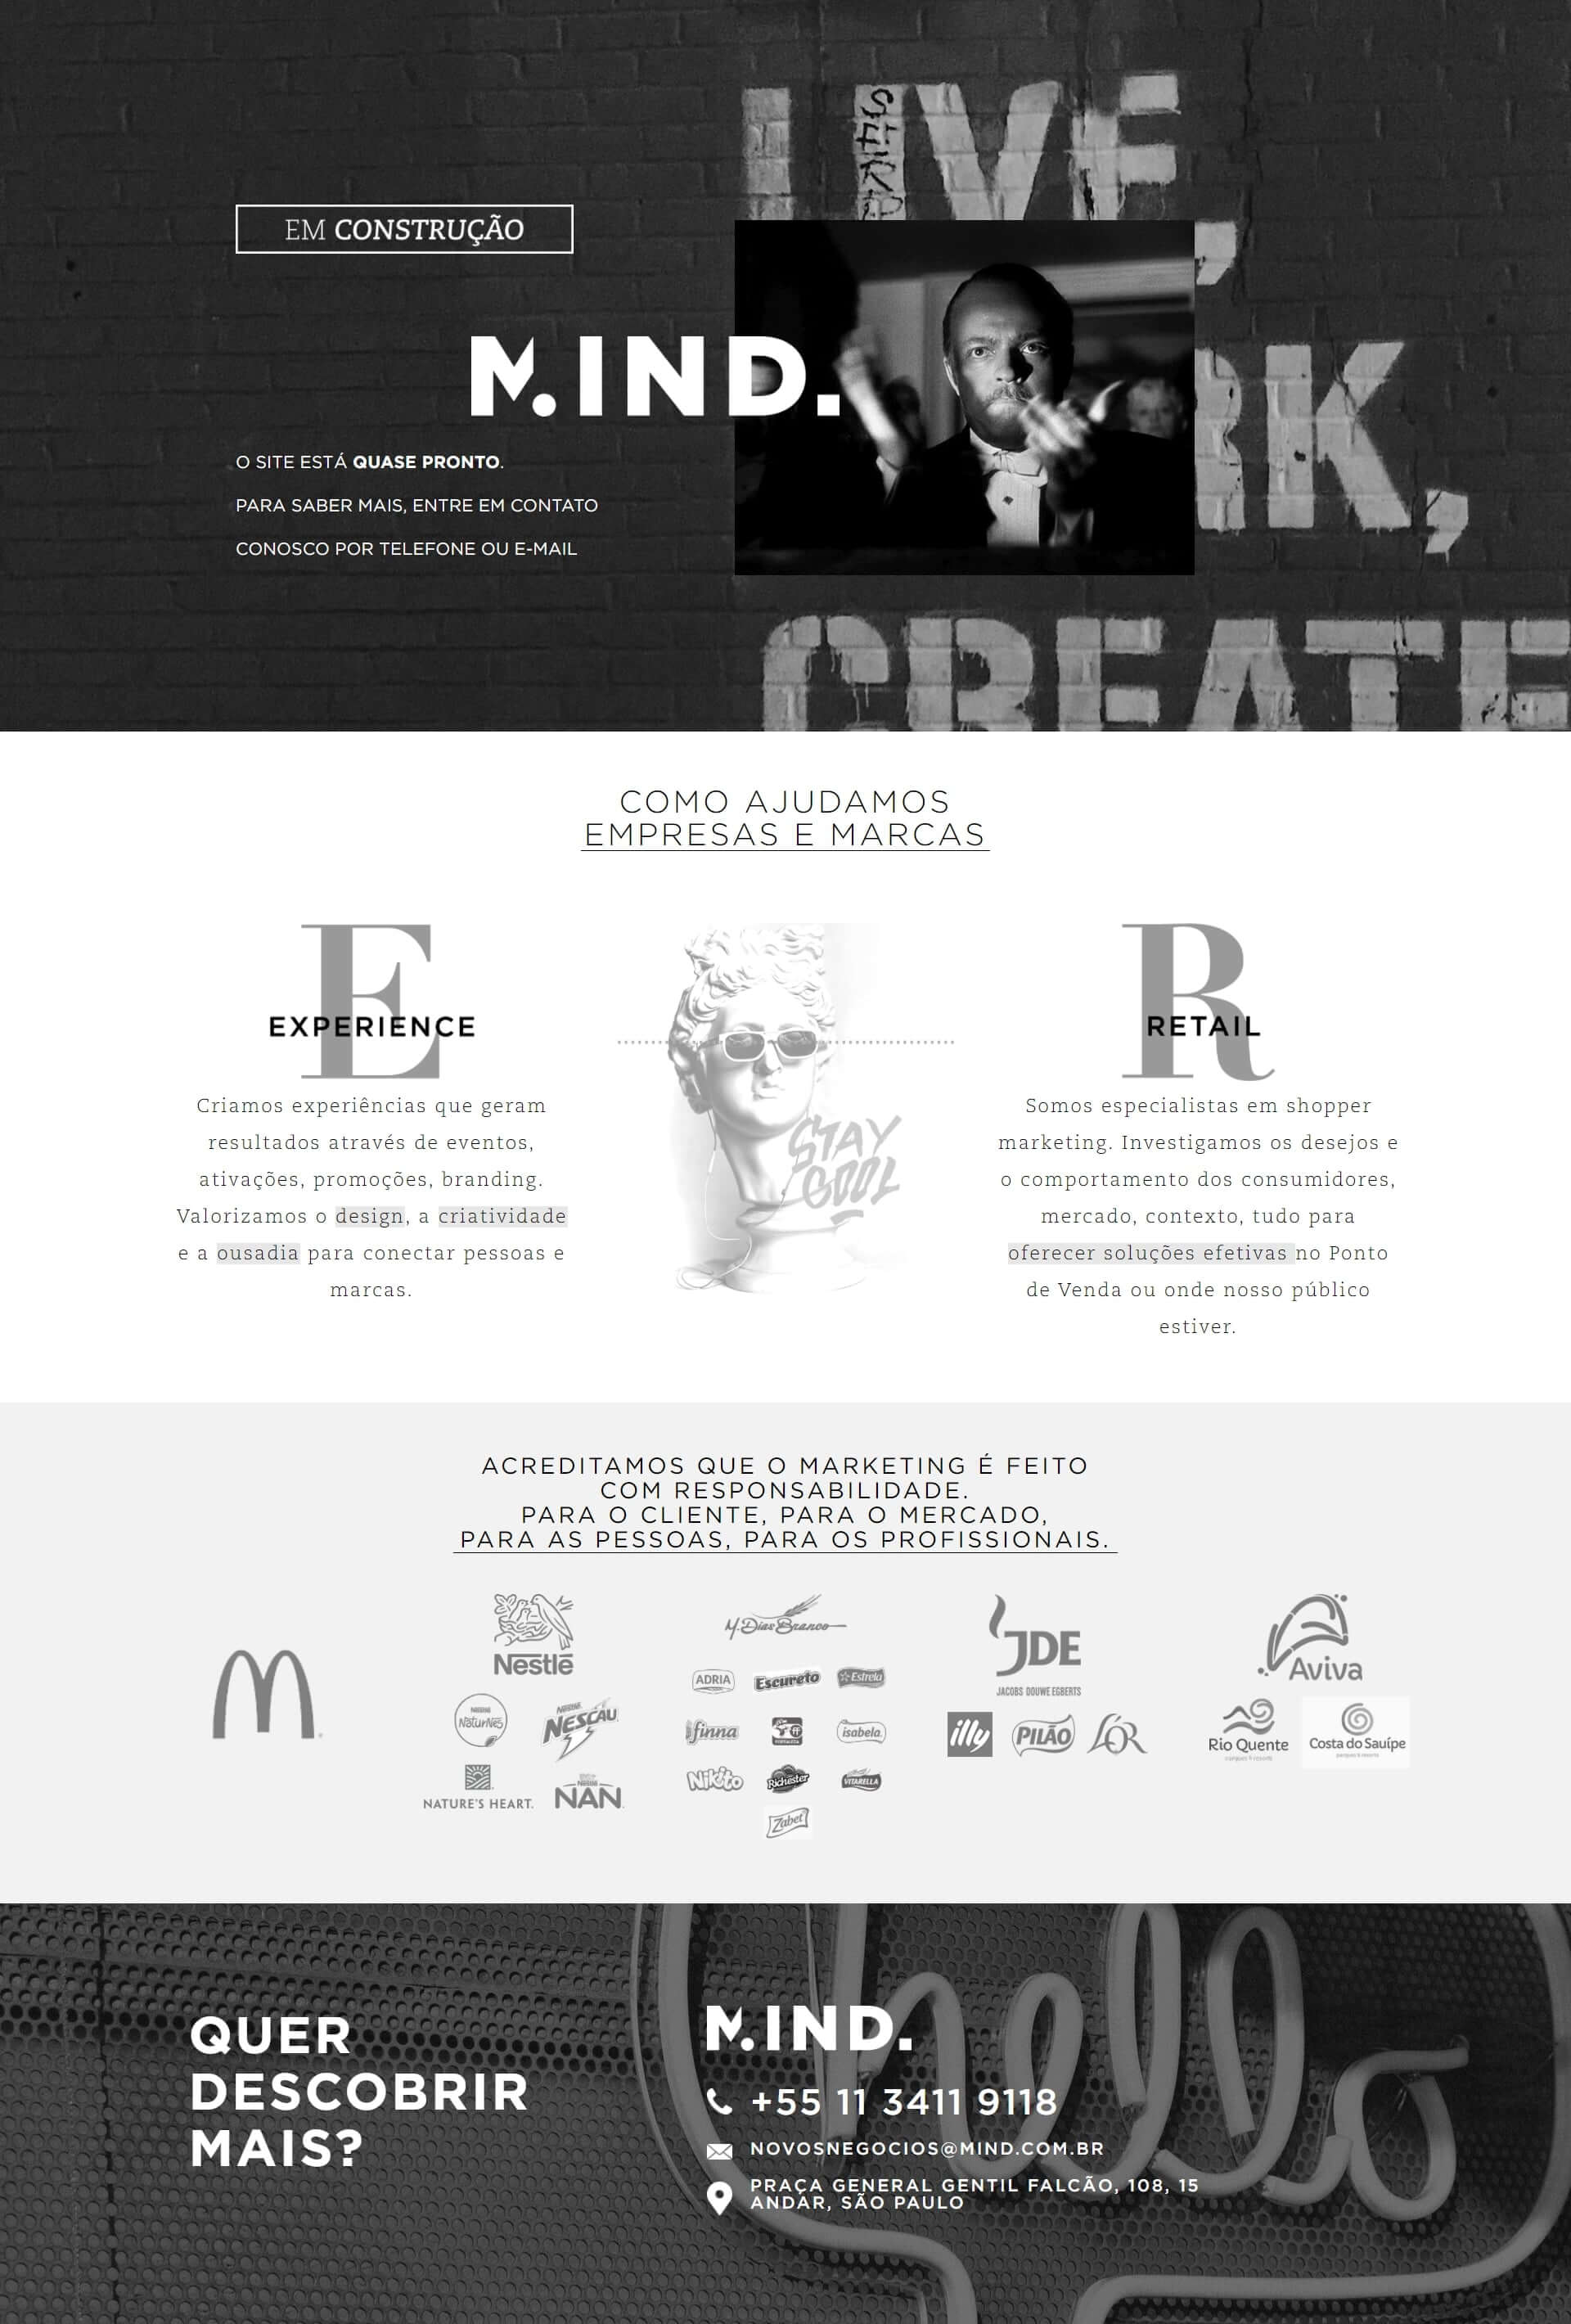 LIVE,
SERP
EM CONSTRUÇÃO
M.IND.
RK,
O SITE ESTÁ QUASE PRONTO.
PARA SABER MAIS, ENTRE EM CONTATO
CONOSCO POR TELEFONE OU E-MAIL
CREATE
COMO AJUDAMOS
EMPRESAS E MARCAS
E
EXPERIENCE
Criamos experiências que geram
resultados através de eventos,
ativações, promoções, branding.
Valorizamos o design, a criatividade
e a ousadia para conectar pessoas e
marcas.
STAY
COOL
R
RETAIL
Somos especialistas em shopper
marketing. Investigamos os desejos e
o comportamento dos consumidores,
mercado, contexto, tudo para
oferecer soluções efetivas no Ponto
de Venda ou onde nosso público
estiver.
ACREDITAMOS QUE O MARKETING É FEITO
COM RESPONSABILIDADE.
PARA O CLIENTE, PARA O MERCADO,
PARA AS PESSOAS, PARA OS PROFISSIONAIS.
M
Nestlé
NaturNes
NESCAU
NATURE'S HEART.
NAN
M. Dias Branco
ADRIA
Escureto
Estrela
finna
FORTALEZA
isabela
Nikito
Richester
VITARELLA
Zabet
JDE
JACOBS DOUWE EGBERTS
illy
PILÃO
L'ÓR
Aviva
Rio Quente
Costa do Sauípe
hello
QUER
DESCOBRIR
MAIS?
M.IND.
+55 11 3411 9118
NOVOSNEGOCIOS@MIND.COM.BR
PRAÇA GENERAL GENTIL FALCÃO, 108, 15
ANDAR, SÃO PAULO